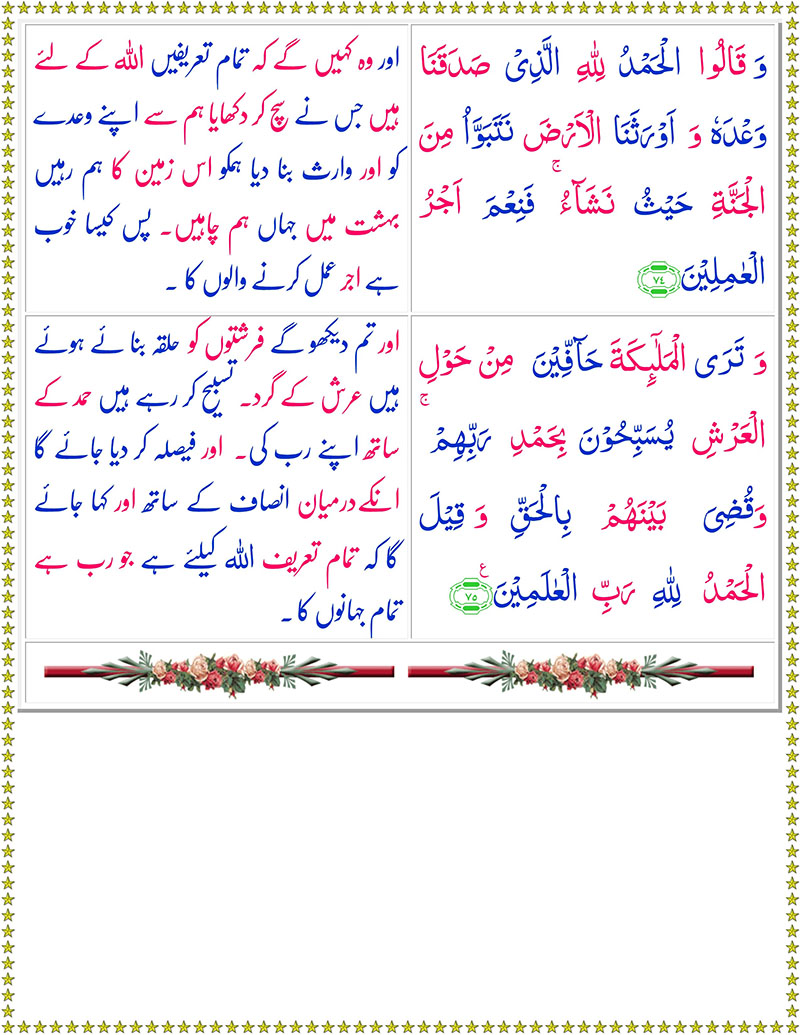 وَ قَالُوا الْحَمْدُ لِلّٰهِ الَّذِیْ صَدَقَنَا
وَعْدَهٗ وَ اَوْرَثَنَا الْاَرْضَ نَتَبَوَّاُ مِنَ
الْجَنَّةِ حَیْثُ نَشَآءُ ۚ فَنِعْمَ اَجْرُ
الْعٰمِلِیْنَ ﴿۷۴﴾
اور وہ کہیں گے کہ تمام تعریفیں اللہ کے لئے
ہیں جس نے سچ کر دکھایا ہم سے اپنے وعدے
کو اور وارث بنا دیا ہمکو اس زمین کا ہم رہیں
بہشت میں جہاں ہم چاہیں۔ پس کیسا خوب
ہے اجر عمل کرنے والوں کا ۔
وَ تَرَی الْمَلٰٓىِٕكَةَ حَآفِّیْنَ مِنْ حَوْلِ
الْعَرْشِ یُسَبِّحُوْنَ بِحَمْدِ رَبِّهِمْ ۚ
وَقُضِیَ بَیْنَهُمْ بِالْحَقِّ وَ قِیْلَ
الْحَمْدُ لِلّٰهِ رَبِّ الْعٰلَمِیْنَ ﴿۷۵﴾ ع
اور تم دیکھو گے فرشتوں کو حلقہ بنائے ہوئے
ہیں عرش کے گرد۔ تسبیح کر رہے ہیں حمد کے
ساتھ اپنے رب کی۔ اور فیصلہ کر دیا جائے گا
انکے درمیان انصاف کے ساتھ اور کہا جائے
گا کہ تمام تعریف اللہ کیلئے ہے جو رب ہے
تمام جہانوں کا ۔